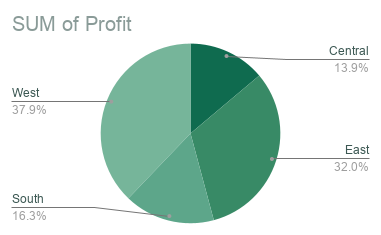 SUM of Profit
Central
13.9%
West
37.9%
East
32.0%
South
16.3%